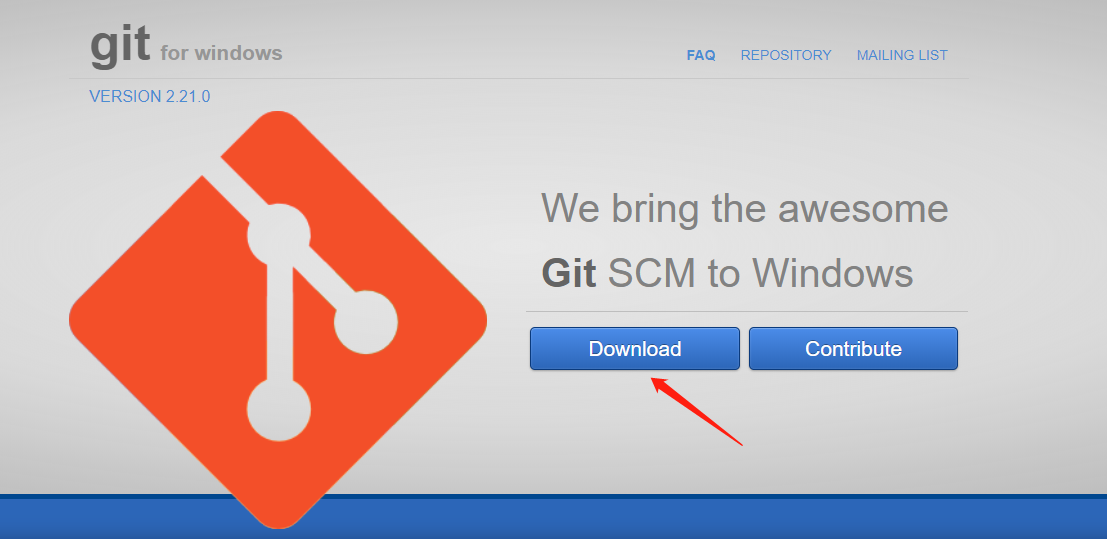 git for windows
FAQ REPOSITORY MAILING LIST
VERSION 2.21.0
We bring the awesome
Git SCM to Windows
Download Contribute